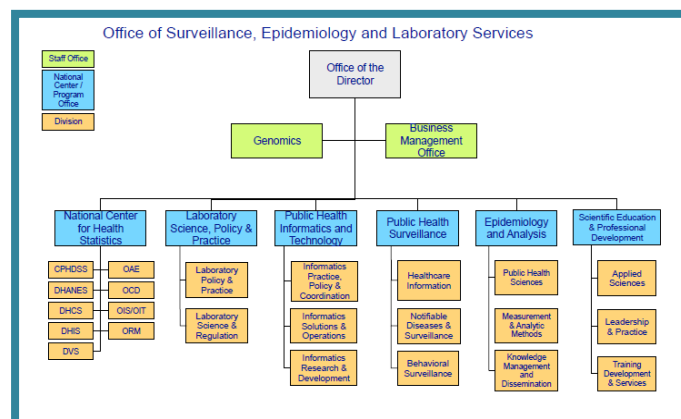 Office of Surveillance, Epidemiology and Laboratory Services
Staff Office
National
Center /
Program
Office
Division
Office of the
Director
Genomics
Business
Management
Office
National Center
for Health
Statistics
Laboratory
Science, Policy &
Practice
Public Health
Informatics and
Technology
Public Health
Surveillance
Epidemiology
and Analysis
Scientific Education
& Professional
Development
CPHDSS
OAE
DHANES
OCD
DHCS
OIS/OIT
DHIS
ORM
DVS
Laboratory
Policy &
Practice
Laboratory
Science &
Regulation
Informatics
Practice,
Policy &
Coordination
Informatics
Solutions &
Operations
Informatics
Research &
Development
Healthcare
Information
Notifiable
Diseases &
Surveillance
Behavioral
Surveillance
Public Health
Sciences
Measurement
& Analytic
Methods
Knowledge
Management
and
Dissemination
Applied
Sciences
Leadership
& Practice
Training
Development
& Services